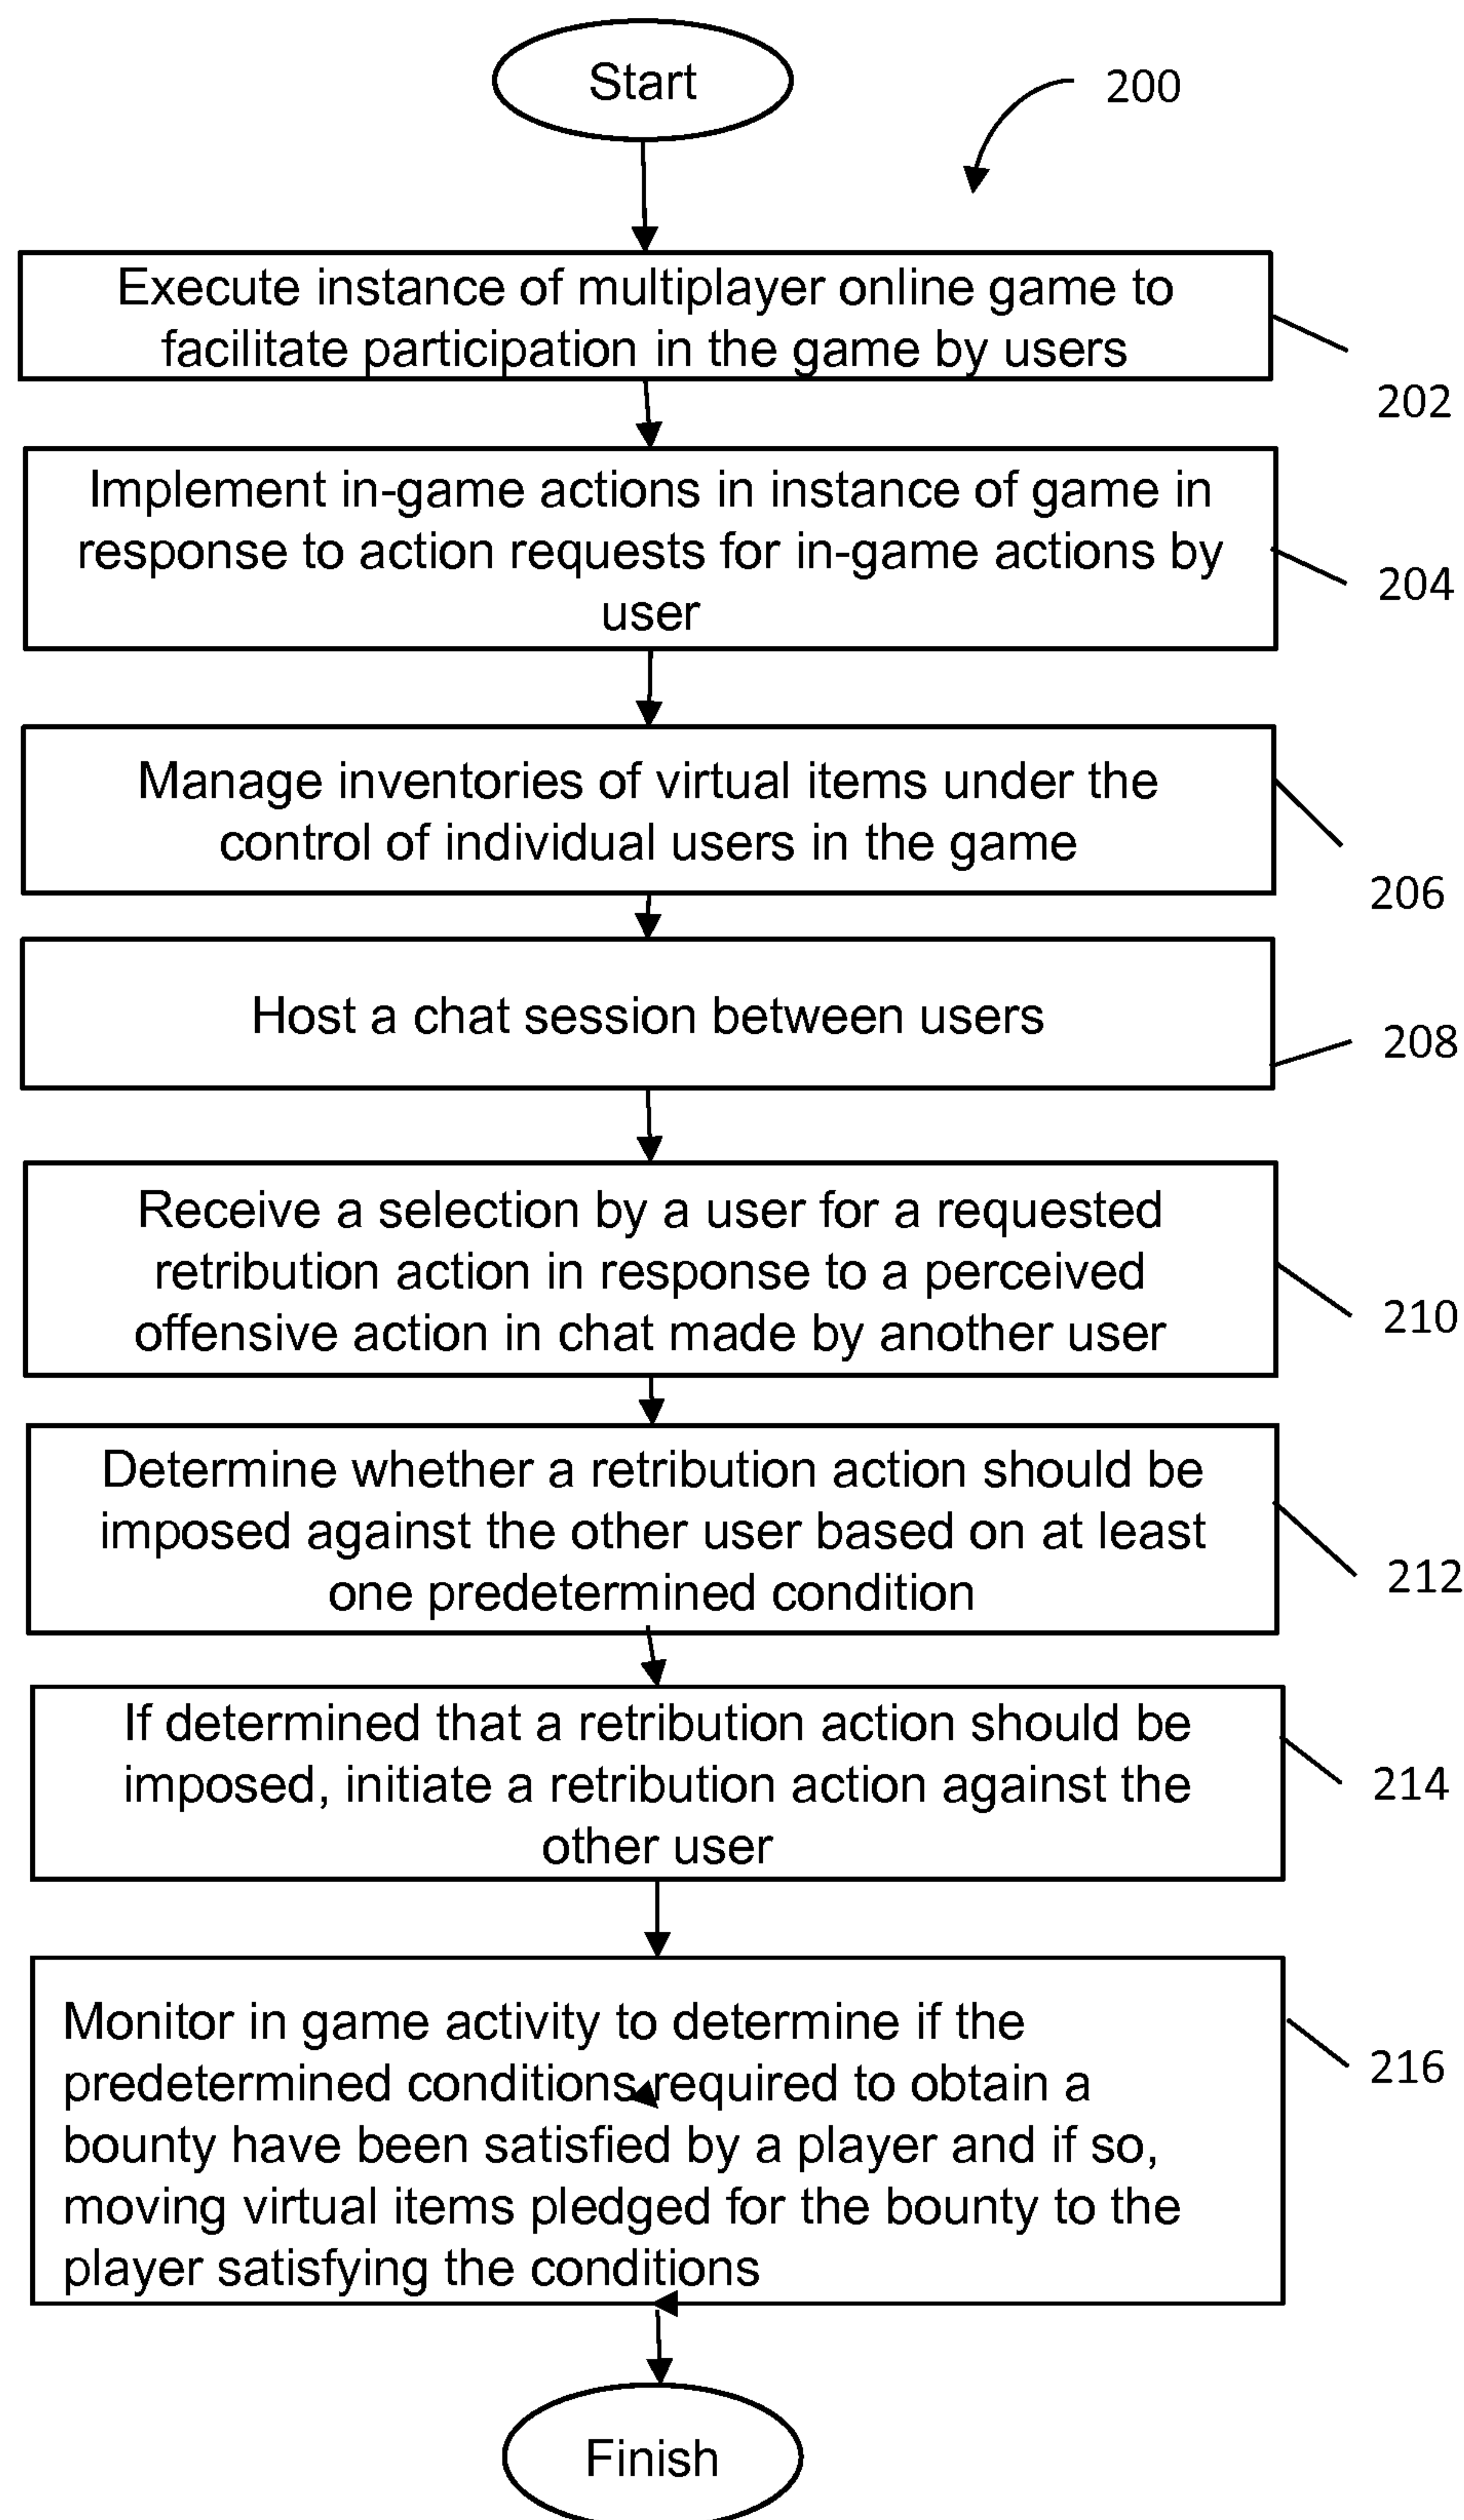 Start
200
Execute instance of multiplayer online game to
facilitate participation in the game by users
202
Implement in-game actions in instance of game in
response to action requests for in-game actions by
user
204
Manage inventories of virtual items under the
control of individual users in the game
206
Host a chat session between users
208
Receive a selection by a user for a requested
retribution action in response to a perceived
offensive action in chat made by another user
210
Determine whether a retribution action should be
imposed against the other user based on at least
one predetermined condition
212
If determined that a retribution action should be
imposed, initiate a retribution action against the
other user
214
Monitor in game activity to determine if the
predetermined conditions required to obtain a
bounty have been satisfied by a player and if so,
moving virtual items pledged for the bounty to the
player satisfying the conditions
216
Finish